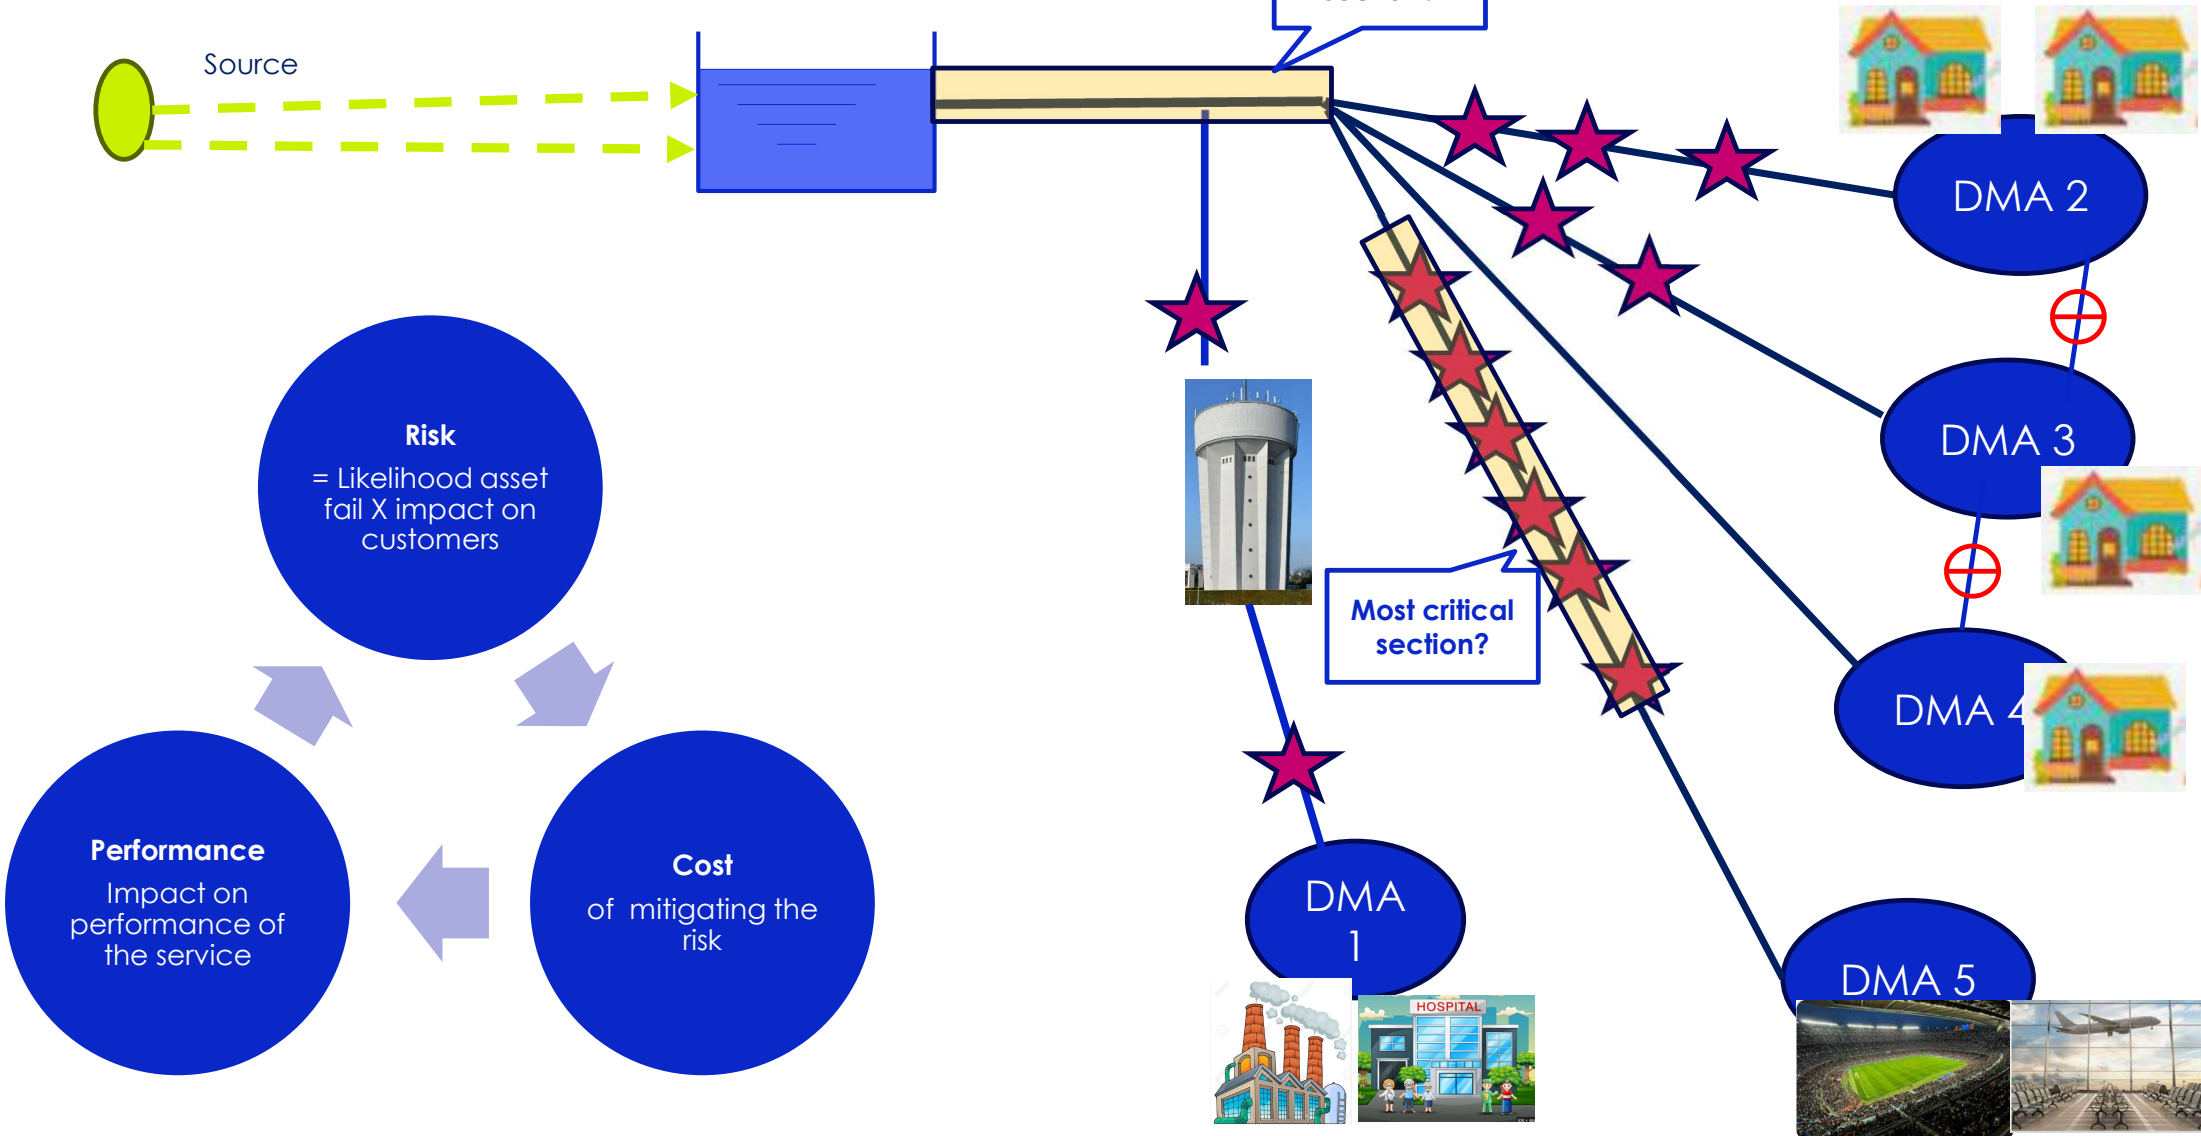 Source
DMA 2
DMA 3
DMA 4
DMA
1
DMA 5
Most critical
section?
Risk
= Likelihood asset
fail X impact on
customers
Performance
Impact on
performance of
the service
Cost
of mitigating the
risk
HOSPITAL